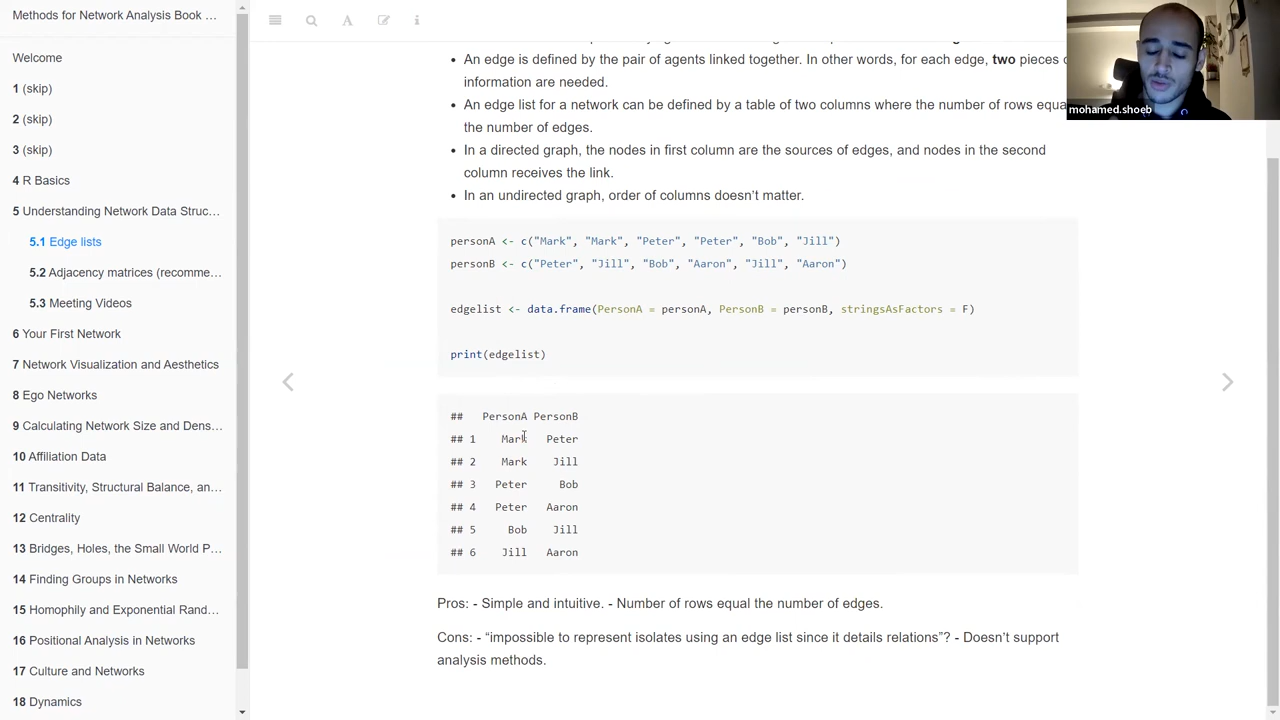 Methods for Network Analysis Book ...
Welcome
1 (skip)
2 (skip)
3 (skip)
4 R Basics
5 Understanding Network Data Struc...
5.1 Edge lists
5.2 Adjacency matrices (recomme...
5.3 Meeting Videos
6 Your First Network
7 Network Visualization and Aesthetics
8 Ego Networks
9 Calculating Network Size and Dens...
10 Affiliation Data
11 Transitivity, Structural Balance, an...
12 Centrality
13 Bridges, Holes, the Small World P...
14 Finding Groups in Networks
15 Homophily and Exponential Rand...
16 Positional Analysis in Networks
17 Culture and Networks
18 Dynamics
A
i
• An edge is defined by the pair of agents linked together. In other words, for each edge, two pieces
information are needed.
• An edge list for a network can be defined by a table of two columns where the number of rows equa
the number of edges.
• In a directed graph, the nodes in first column are the sources of edges, and nodes in the second
column receives the link.
• In an undirected graph, order of columns doesn't matter.
personA <- c("Mark", "Mark", "Peter", "Peter", "Bob", "Jill")
personB <- c("Peter", "Jill", "Bob", "Aaron", "Jill", "Aaron")
edgelist <- data.frame(PersonA = personA, PersonB = personB, stringsAsFactors = F)
print(edgelist)
## PersonA PersonB
## 1 Mark Peter
## 2 Mark Jill
## 3 Peter Bob
## 4 Peter Aaron
## 5 Bob Jill
## 6 Jill Aaron
Pros: - Simple and intuitive. - Number of rows equal the number of edges.
Cons: - “impossible to represent isolates using an edge list since it details relations”? - Doesn't support
analysis methods.
mohamed.shoeb